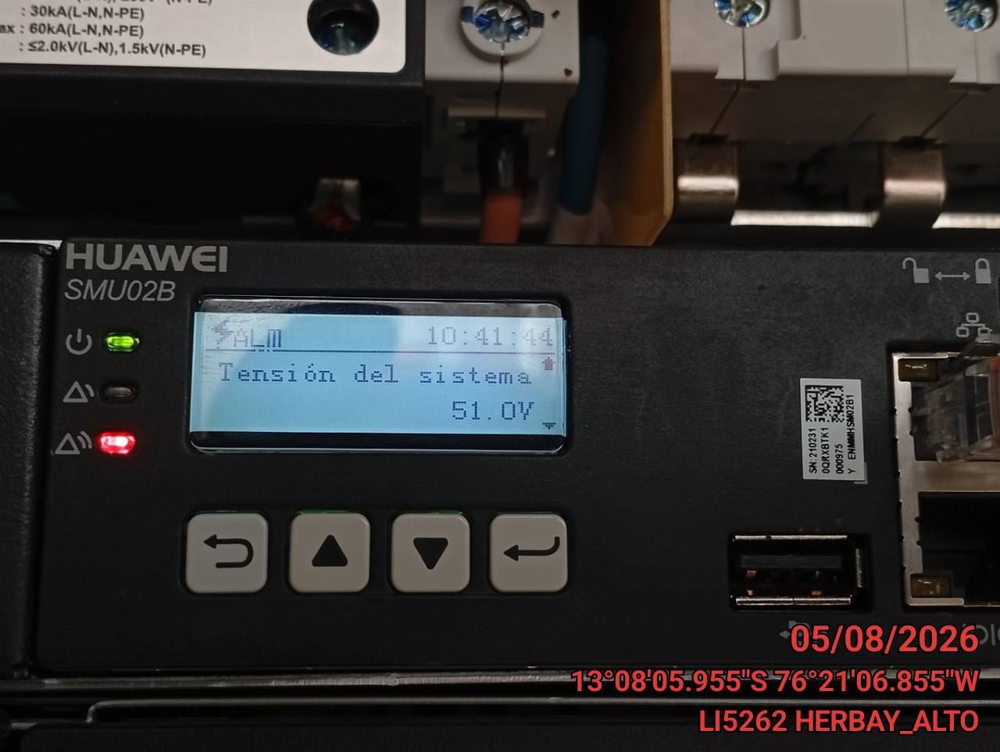 : 30kA(L-N,N-PE)
ax : 60kA(L-N,N-PE)
: ≤2.0kV(L-N),1.5kV(N-PE)
HUAWEI
SMU02B
ALM 10:41:44
Tensión del sistema
51.0V
SN:210231
0QRXBTK1
000975
Y ENMMHSMU02B1
05/08/2026
13°08'05.955"S 76°21'06.855"W
LI5262 HERBAY_ALTO